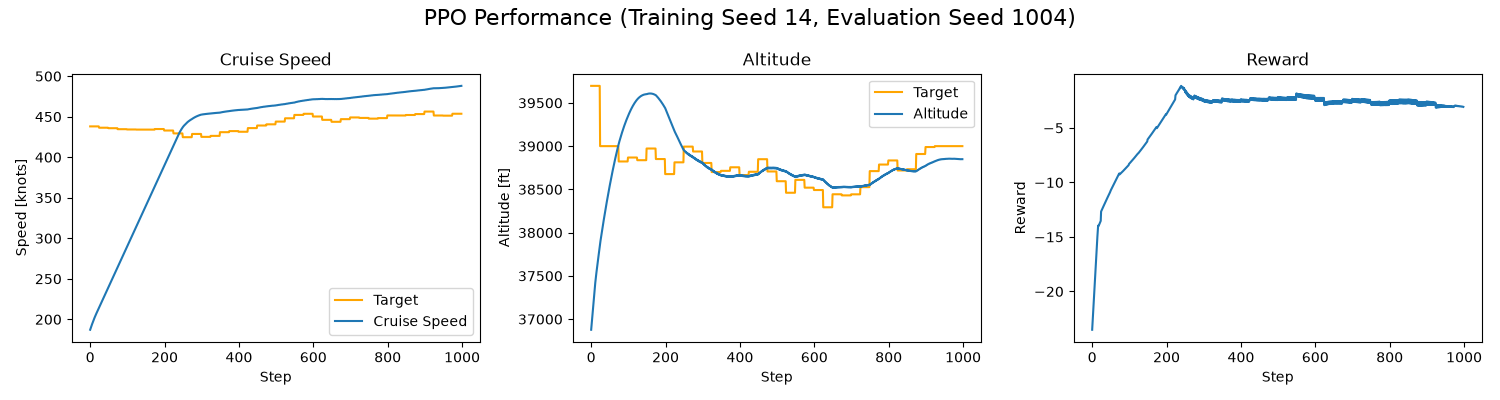 PPO Performance (Training Seed 14, Evaluation Seed 1004)
Cruise Speed
Speed [knots]
500
450
400
350
300
250
200
0 200 400 600 800 1000
Step
Target
Cruise Speed
Altitude
Altitude [ft]
39500
39000
38500
38000
37500
37000
0 200 400 600 800 1000
Step
Target
Altitude
Reward
Reward
−5
−10
−15
−20
0 200 400 600 800 1000
Step